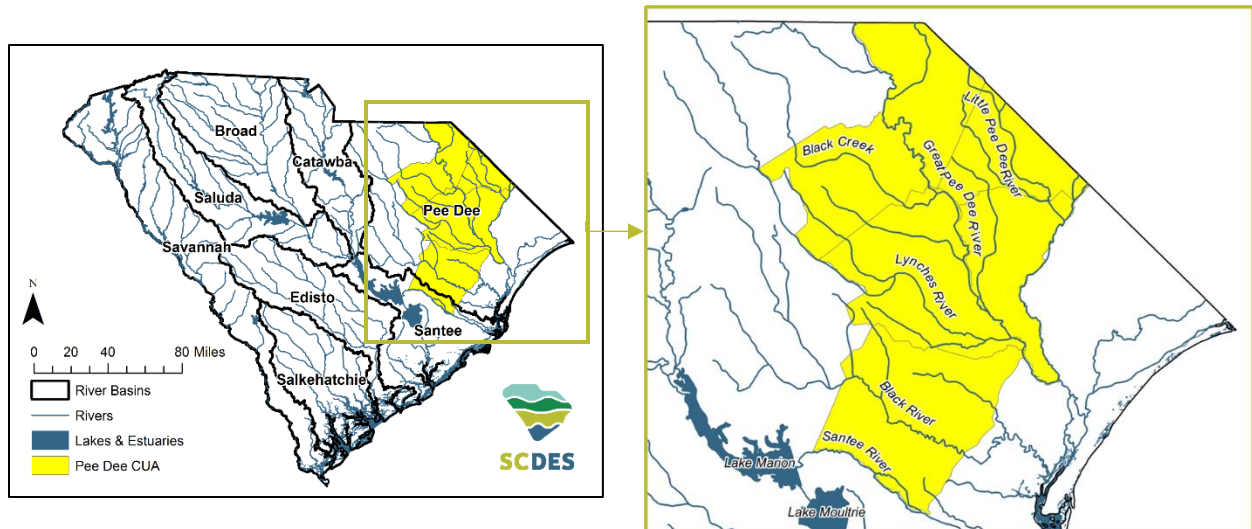 Broad
Catawba
Saluda
Pee Dee
Savannah
Edisto
Santee
Salkehatchie
N
0 20 40 80 Miles
River Basins
Rivers
Lakes & Estuaries
Pee Dee CUA
SCDES
Little Pee Dee River
Black Creek
Great Pee Dee River
Lynches River
Black River
Santee River
Lake Marion
Lake Moultrie